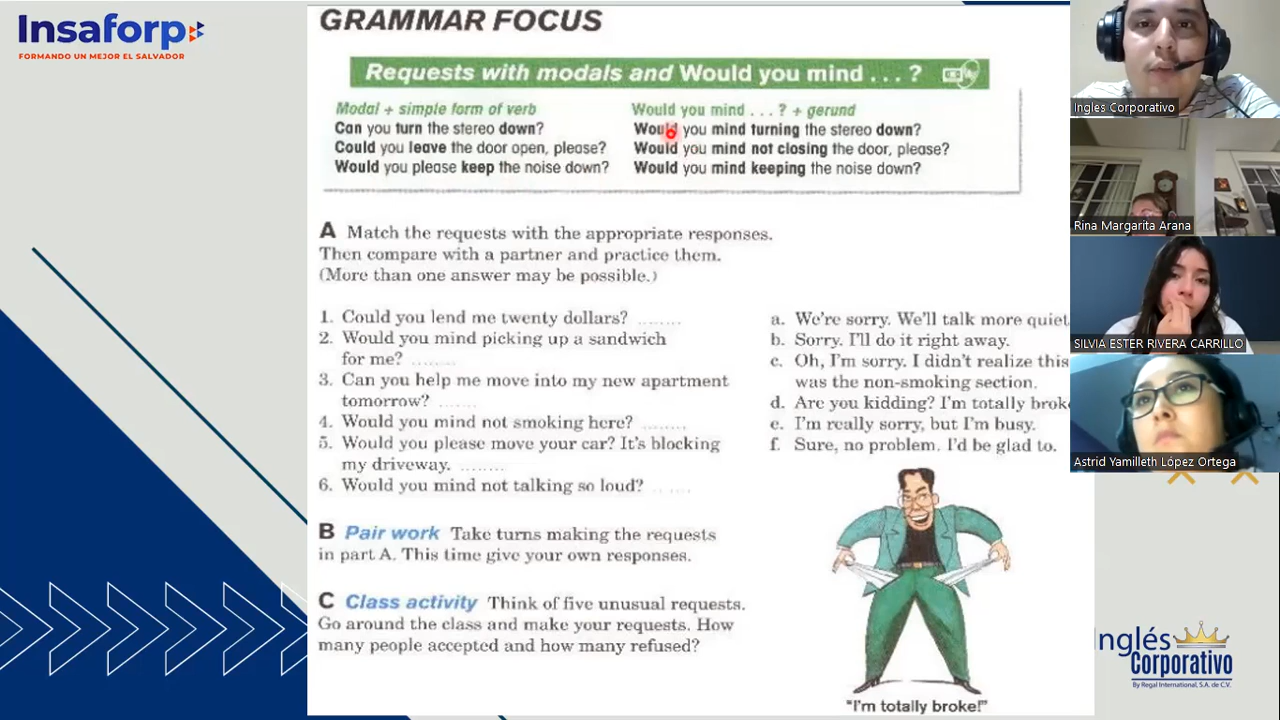 Insaforp
FORMANDO UN MEJOR EL SALVADOR
GRAMMAR FOCUS
Requests with modals and Would you mind . . . ?
Modal + simple form of verb
Can you turn the stereo down?
Could you leave the door open, please?
Would you please keep the noise down?
Would you mind . . . ? + gerund
Would you mind turning the stereo down?
Would you mind not closing the door, please?
Would you mind keeping the noise down?
A Match the requests with the appropriate responses.
Then compare with a partner and practice them.
(More than one answer may be possible.)
1. Could you lend me twenty dollars? ........
2. Would you mind picking up a sandwich
for me? ........
3. Can you help me move into my new apartment
tomorrow? .......
4. Would you mind not smoking here? ........
5. Would you please move your car? It's blocking
my driveway. ........
6. Would you mind not talking so loud? .......
a. We're sorry. We'll talk more quiet
b. Sorry. I'll do it right away.
c. Oh, I'm sorry. I didn't realize this
was the non-smoking section.
d. Are you kidding? I'm totally brok
e. I'm really sorry, but I'm busy.
f. Sure, no problem. I'd be glad to.
B Pair work Take turns making the requests
in part A. This time give your own responses.
C Class activity Think of five unusual requests.
Go around the class and make your requests. How
many people accepted and how many refused?
"I'm totally broke!"
Ingles Corporativo
Rina Margarita Arana
SILVIA ESTER RIVERA CARRILLO
Astrid Yamilleth López Ortega
Inglés
Corporativo
By Regal International, S.A. de C.V.